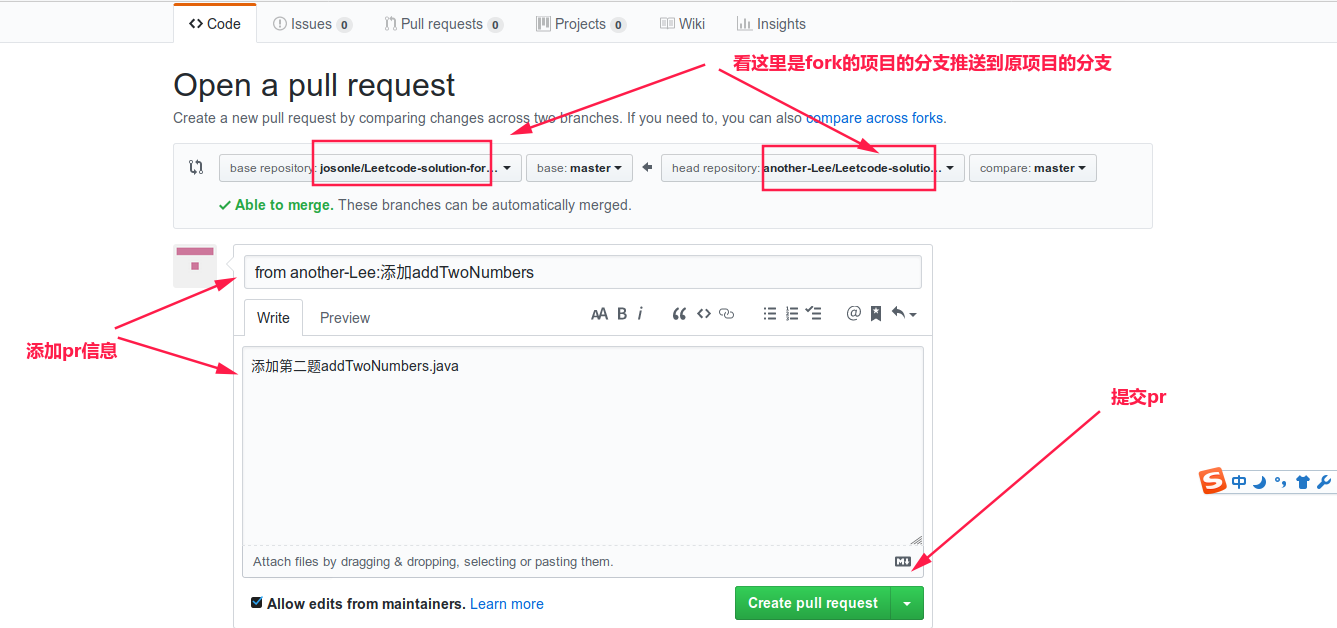 Code Issues 0 Pull requests 0 Projects 0 Wiki Insights
看这里是fork的项目的分支推送到原项目的分支
Open a pull request
Create a new pull request by comparing changes across two branches. If you need to, you can also compare across forks.
base repository: josonle/Leetcode-solution-for… base: master head repository: another-Lee/Leetcode-solutio… compare: master
Able to merge. These branches can be automatically merged.
from another-Lee:添加addTwoNumbers
Write Preview AA B i @
添加pr信息
添加第二题addTwoNumbers.java
提交pr
S 中
Attach files by dragging & dropping, selecting or pasting them. M
Allow edits from maintainers. Learn more Create pull request